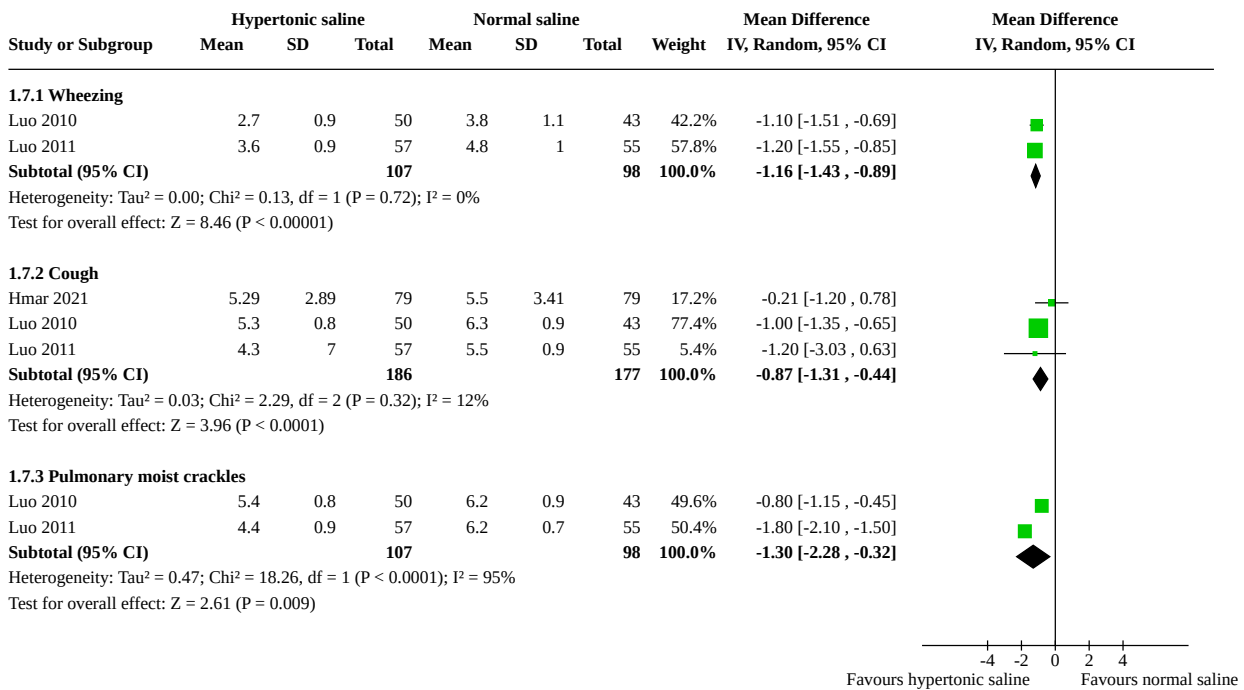 Hypertonic saline Normal saline Mean Difference Mean Difference
Study or Subgroup Mean SD Total Mean SD Total Weight IV, Random, 95% CI IV, Random, 95% CI
1.7.1 Wheezing
Luo 2010 2.7 0.9 50 3.8 1.1 43 42.2% -1.10 [-1.51 , -0.69]
Luo 2011 3.6 0.9 57 4.8 1 55 57.8% -1.20 [-1.55 , -0.85]
Subtotal (95% CI) 107 98 100.0% -1.16 [-1.43 , -0.89]
Heterogeneity: Tau² = 0.00; Chi² = 0.13, df = 1 (P = 0.72); I² = 0%
Test for overall effect: Z = 8.46 (P < 0.00001)
1.7.2 Cough
Hmar 2021 5.29 2.89 79 5.5 3.41 79 17.2% -0.21 [-1.20 , 0.78]
Luo 2010 5.3 0.8 50 6.3 0.9 43 77.4% -1.00 [-1.35 , -0.65]
Luo 2011 4.3 7 57 5.5 0.9 55 5.4% -1.20 [-3.03 , 0.63]
Subtotal (95% CI) 186 177 100.0% -0.87 [-1.31 , -0.44]
Heterogeneity: Tau² = 0.03; Chi² = 2.29, df = 2 (P = 0.32); I² = 12%
Test for overall effect: Z = 3.96 (P < 0.0001)
1.7.3 Pulmonary moist crackles
Luo 2010 5.4 0.8 50 6.2 0.9 43 49.6% -0.80 [-1.15 , -0.45]
Luo 2011 4.4 0.9 57 6.2 0.7 55 50.4% -1.80 [-2.10 , -1.50]
Subtotal (95% CI) 107 98 100.0% -1.30 [-2.28 , -0.32]
Heterogeneity: Tau² = 0.47; Chi² = 18.26, df = 1 (P < 0.0001); I² = 95%
Test for overall effect: Z = 2.61 (P = 0.009)
-4 -2 0 2 4
Favours hypertonic saline Favours normal saline